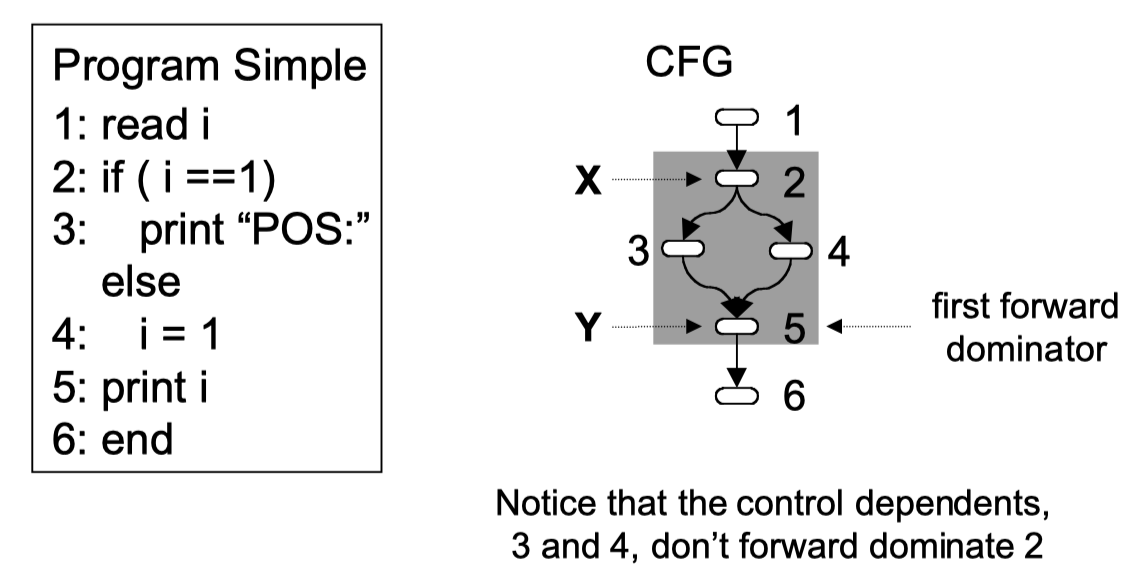 Program Simple
1: read i
2: if ( i ==1)
3: print “POS:”
else
4: i = 1
5: print i
6: end
CFG
1
X
2
3
4
Y
5
first forward
dominator
6
Notice that the control dependents,
3 and 4, don’t forward dominate 2